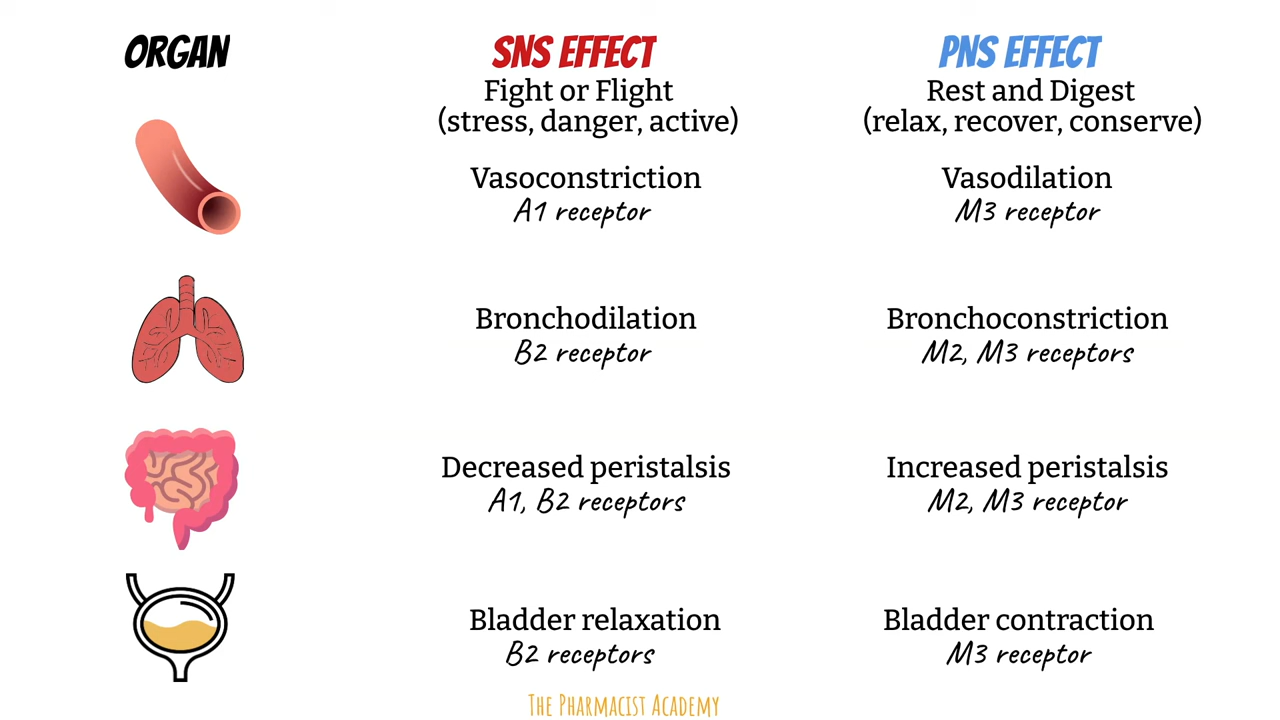 ORGAN
SNS EFFECT
PNS EFFECT
Fight or Flight
(stress, danger, active)
Rest and Digest
(relax, recover, conserve)
Vasoconstriction
A1 receptor
Vasodilation
M3 receptor
Bronchodilation
B2 receptor
Bronchoconstriction
M2, M3 receptors
Decreased peristalsis
A1, B2 receptors
Increased peristalsis
M2, M3 receptor
Bladder relaxation
B2 receptors
Bladder contraction
M3 receptor
The Pharmacist Academy